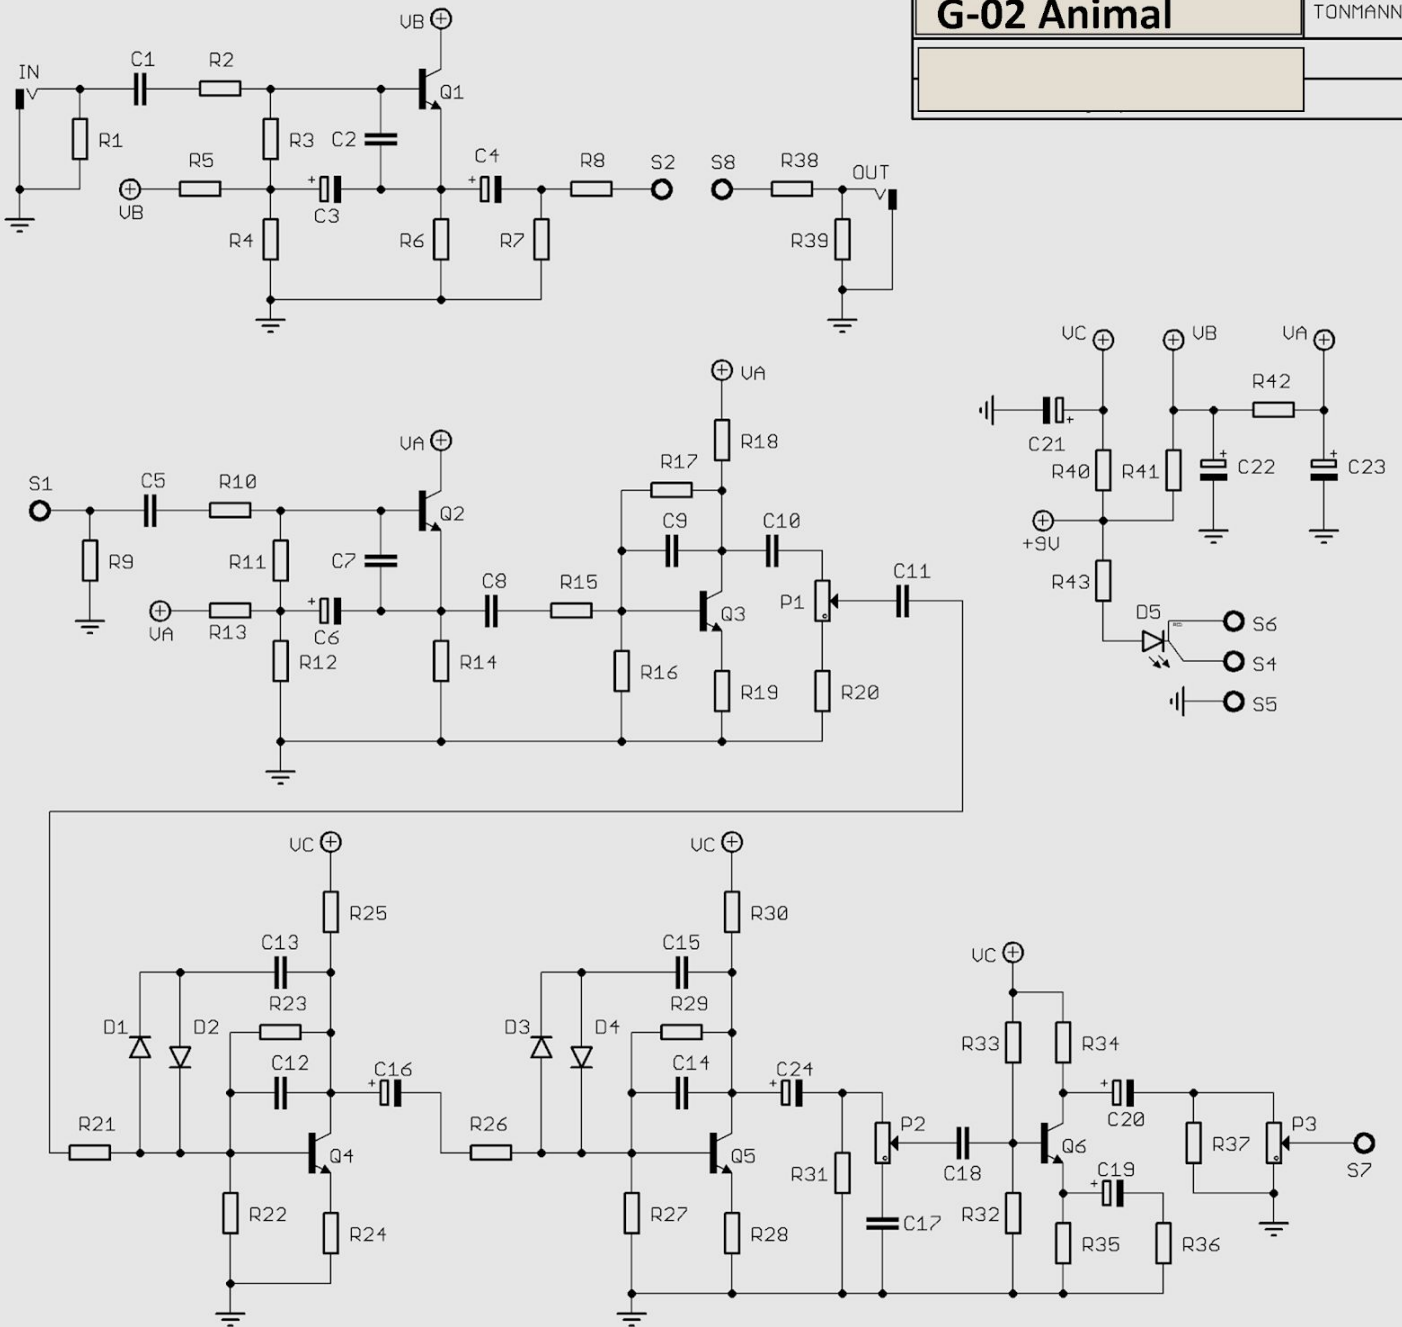 G-02 Animal
TONMANN
VB
IN
C1
R2
Q1
R1
R3
C2
R5
C4
R8
S2
S8
R38
OUT
VB
C3
R4
R6
R7
R39
VC
VB
VA
R42
VA
C21
R18
R40
R41
C22
C23
VA
R17
S1
C5
R10
Q2
C9
C10
+9V
R9
R11
C7
C8
R15
C11
R43
P1
Q3
D5
S6
VA
R13
C6
R12
R14
R16
R19
R20
S4
S5
VC
VC
R25
R30
C13
C15
VC
R23
R29
D1
D2
D3
D4
R33
R34
C12
C16
C14
C24
C20
R21
R26
P2
P3
Q4
Q5
Q6
R31
C18
R37
S7
C19
R22
R24
R27
R28
C17
R32
R35
R36